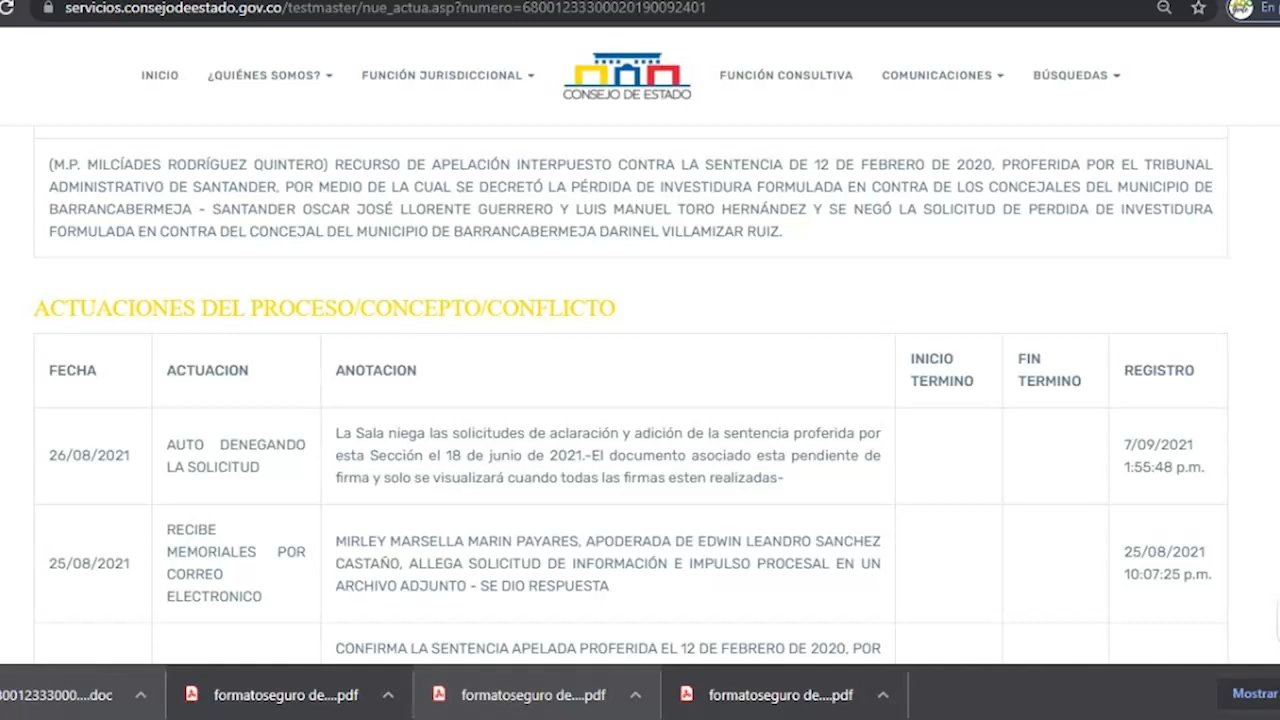 servicios.consejodeestado.gov.co/testmaster/nue_actua.asp?numero=68001233300020190092401
En p
INICIO
¿QUIÉNES SOMOS?
FUNCIÓN JURISDICCIONAL
CONSEJO DE ESTADO
FUNCIÓN CONSULTIVA
COMUNICACIONES
BÚSQUEDAS
(M.P. MILCÍADES RODRÍGUEZ QUINTERO) RECURSO DE APELACIÓN INTERPUESTO CONTRA LA SENTENCIA DE 12 DE FEBRERO DE 2020, PROFERIDA POR EL TRIBUNAL
ADMINISTRATIVO DE SANTANDER, POR MEDIO DE LA CUAL SE DECRETÓ LA PÉRDIDA DE INVESTIDURA FORMULADA EN CONTRA DE LOS CONCEJALES DEL MUNICIPIO DE
BARRANCABERMEJA - SANTANDER OSCAR JOSÉ LLORENTE GUERRERO Y LUIS MANUEL TORO HERNÁNDEZ Y SE NEGÓ LA SOLICITUD DE PERDIDA DE INVESTIDURA
FORMULADA EN CONTRA DEL CONCEJAL DEL MUNICIPIO DE BARRANCABERMEJA DARINEL VILLAMIZAR RUIZ.
ACTUACIONES DEL PROCESO/CONCEPTO/CONFLICTO
FECHA
ACTUACION
ANOTACION
INICIO
TERMINO
FIN
TERMINO
REGISTRO
26/08/2021
AUTO DENEGANDO
LA SOLICITUD
La Sala niega las solicitudes de aclaración y adición de la sentencia proferida por
esta Sección el 18 de junio de 2021.-El documento asociado esta pendiente de
firma y solo se visualizará cuando todas las firmas esten realizadas-
7/09/2021
1:55:48 p.m.
25/08/2021
RECIBE
MEMORIALES POR
CORREO
ELECTRONICO
MIRLEY MARSELLA MARIN PAYARES, APODERADA DE EDWIN LEANDRO SANCHEZ
CASTAÑO, ALLEGA SOLICITUD DE INFORMACIÓN E IMPULSO PROCESAL EN UN
ARCHIVO ADJUNTO - SE DIO RESPUESTA
25/08/2021
10:07:25 p.m.
CONFIRMA LA SENTENCIA APELADA PROFERIDA EL 12 DE FEBRERO DE 2020, POR
80012333000....doc
formatoseguro de....pdf
formatoseguro de....pdf
formatoseguro de....pdf
Mostrar